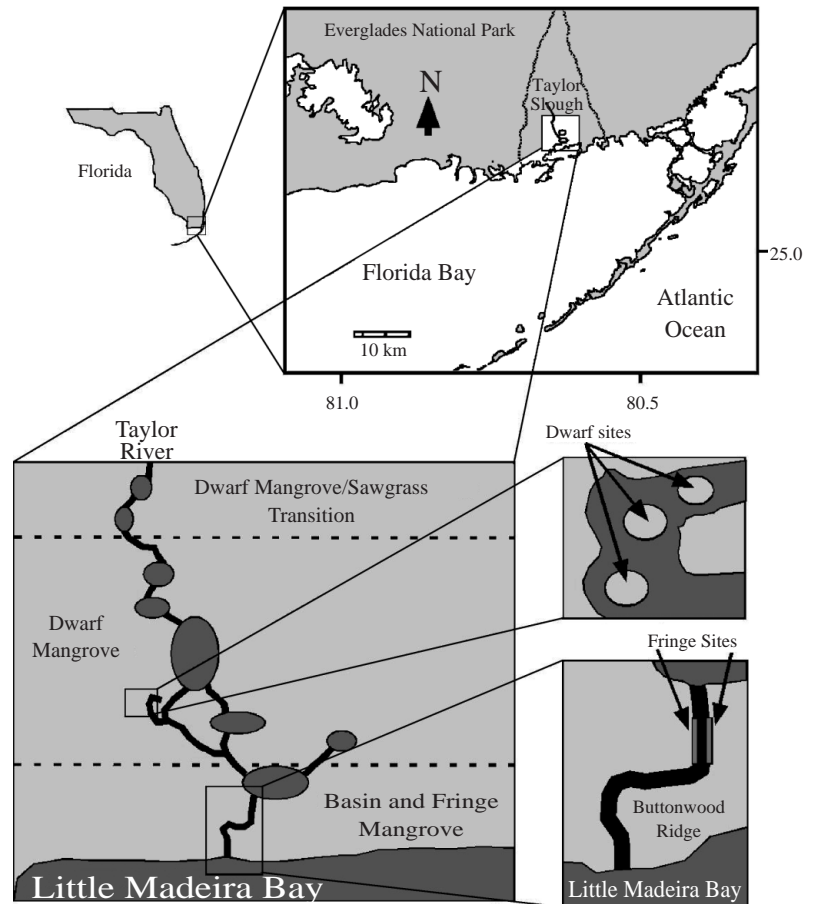 Everglades National Park
N
Taylor
Slough
Florida
Florida Bay
25.0
Atlantic
Ocean
10 km
81.0
80.5
Taylor
River
Dwarf sites
Dwarf Mangrove/Sawgrass
Transition
Dwarf
Mangrove
Fringe Sites
Basin and Fringe
Mangrove
Buttonwood
Ridge
Little Madeira Bay
Little Madeira Bay